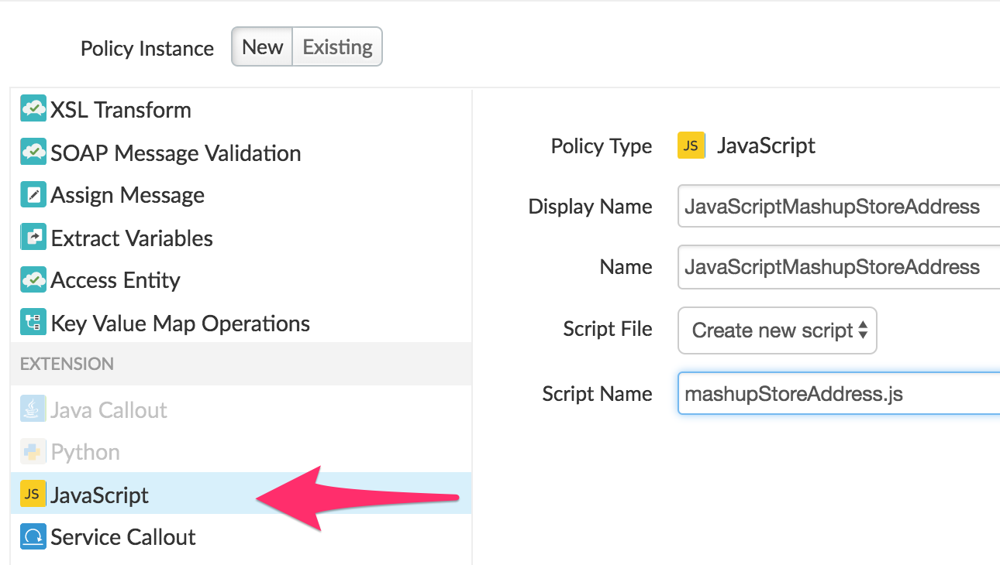 Policy Instance New Existing
XSL Transform
SOAP Message Validation
Assign Message
Extract Variables
Access Entity
Key Value Map Operations
EXTENSION
Java Callout
Python
JS JavaScript
Service Callout
Policy Type JS JavaScript
Display Name JavaScriptMashupStoreAddress
Name JavaScriptMashupStoreAddress
Script File Create new script
Script Name mashupStoreAddress.js